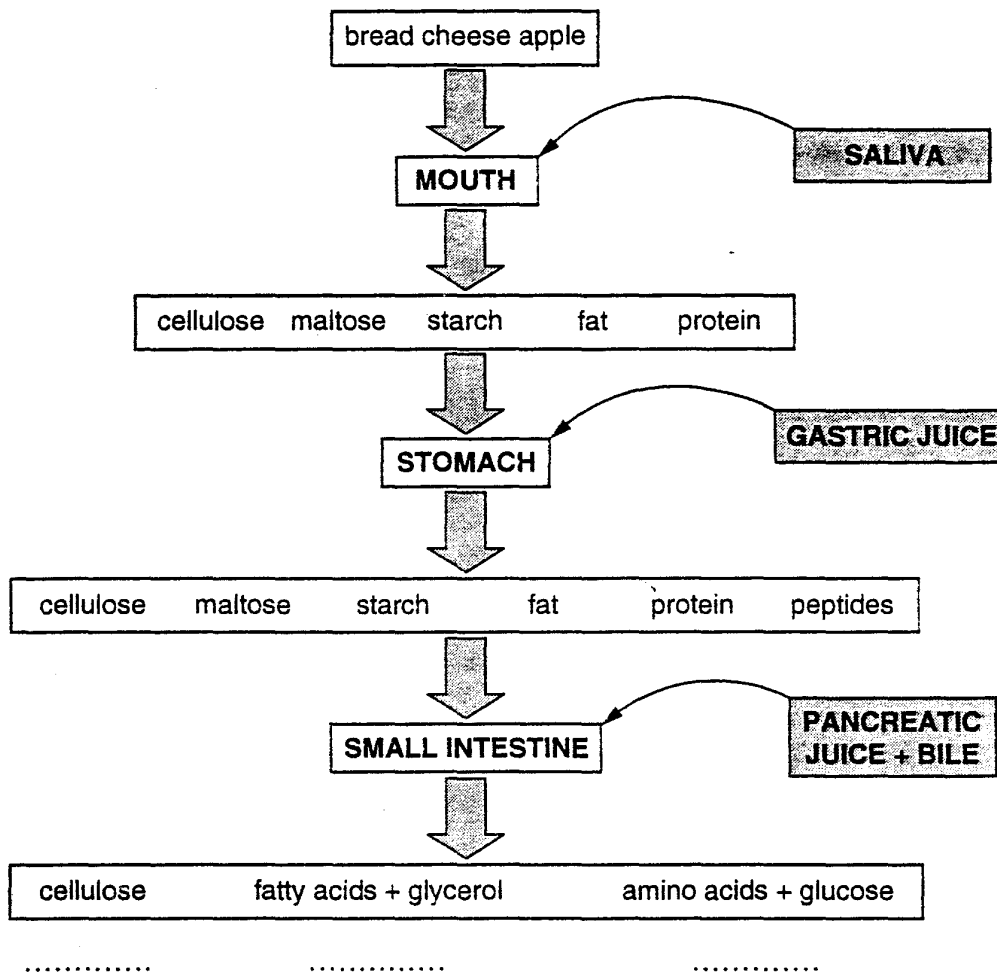 bread cheese apple
SALIVA
MOUTH
cellulose maltose starch fat protein
GASTRIC JUICE
STOMACH
cellulose maltose starch fat protein peptides
PANCREATIC
JUICE + BILE
SMALL INTESTINE
cellulose fatty acids + glycerol amino acids + glucose
............. .............. .............